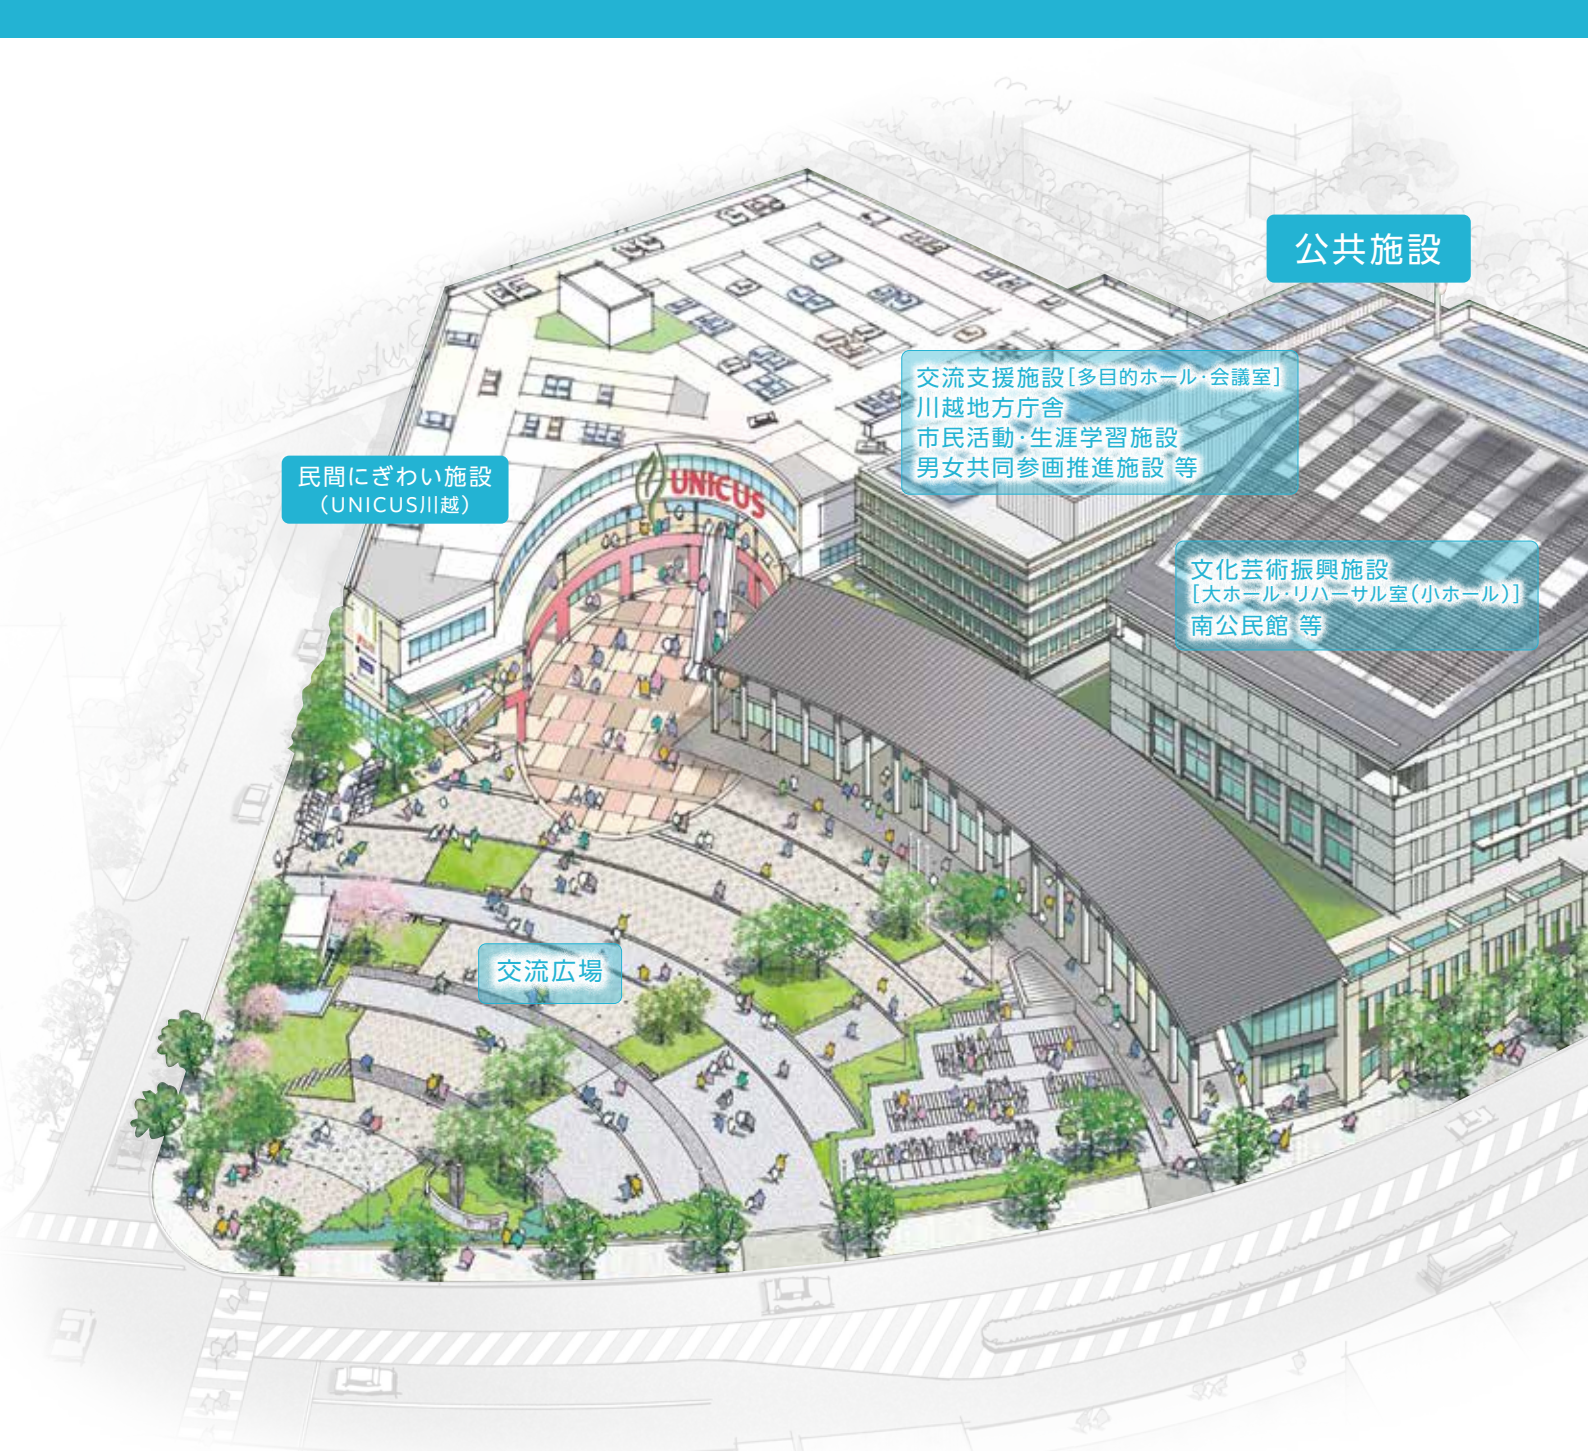 公共施設
交流支援施設[多目的ホール・会議室]
川越地方庁舎
市民活動・生涯学習施設
男女共同参画推進施設 等
民間にぎわい施設
(UNICUS川越)
UNICUS
文化芸術振興施設
[大ホール・リハーサル室(小ホール)]
南公民館 等
交流広場